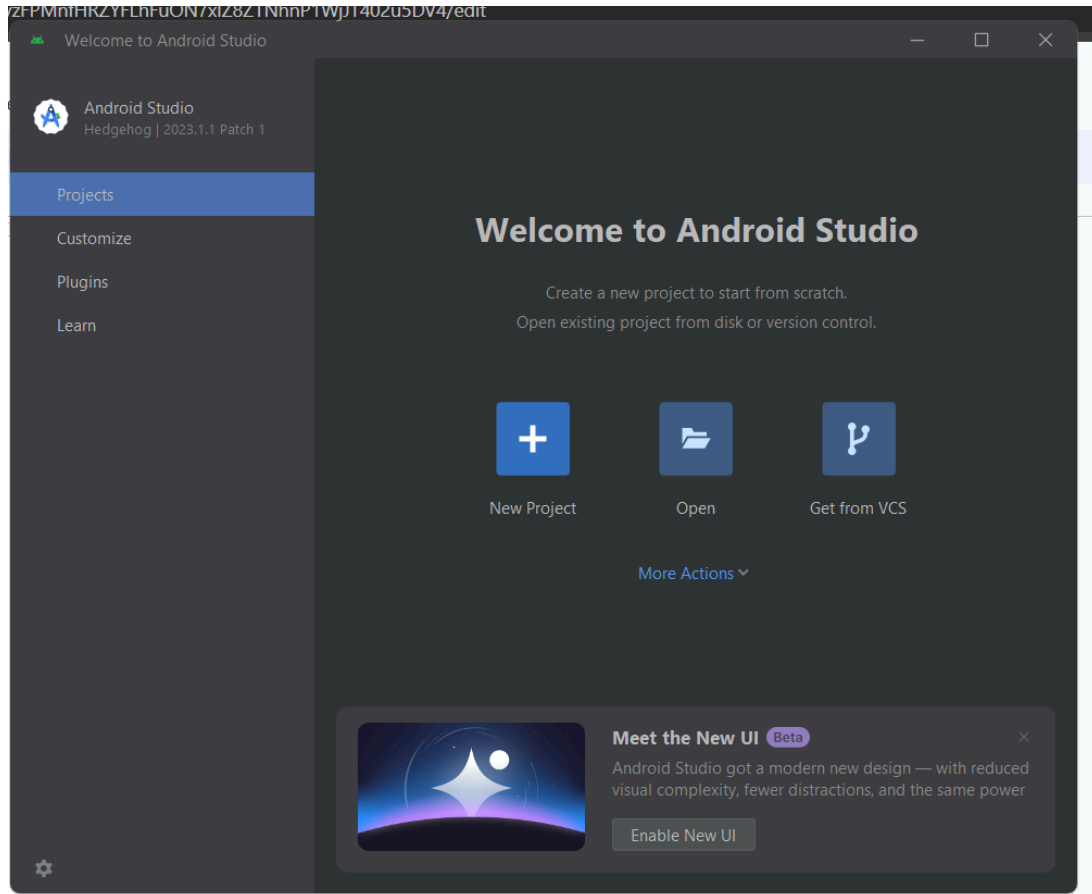 Welcome to Android Studio
Android Studio
Hedgehog | 2023.1.1 Patch 1
Projects
Customize
Plugins
Learn
Welcome to Android Studio
Create a new project to start from scratch.
Open existing project from disk or version control.
New Project
Open
Get from VCS
More Actions
Meet the New UI Beta
Android Studio got a modern new design — with reduced
visual complexity, fewer distractions, and the same power
Enable New UI